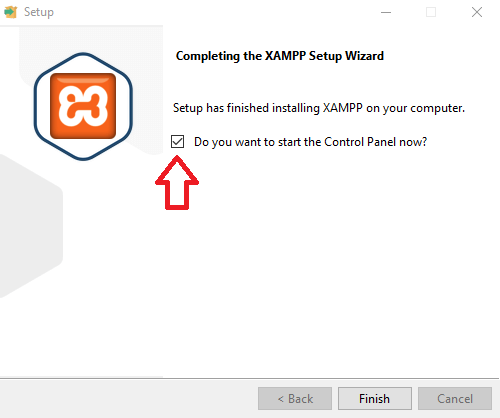 Setup
Completing the XAMPP Setup Wizard
Setup has finished installing XAMPP on your computer.
Do you want to start the Control Panel now?
< Back
Finish
Cancel